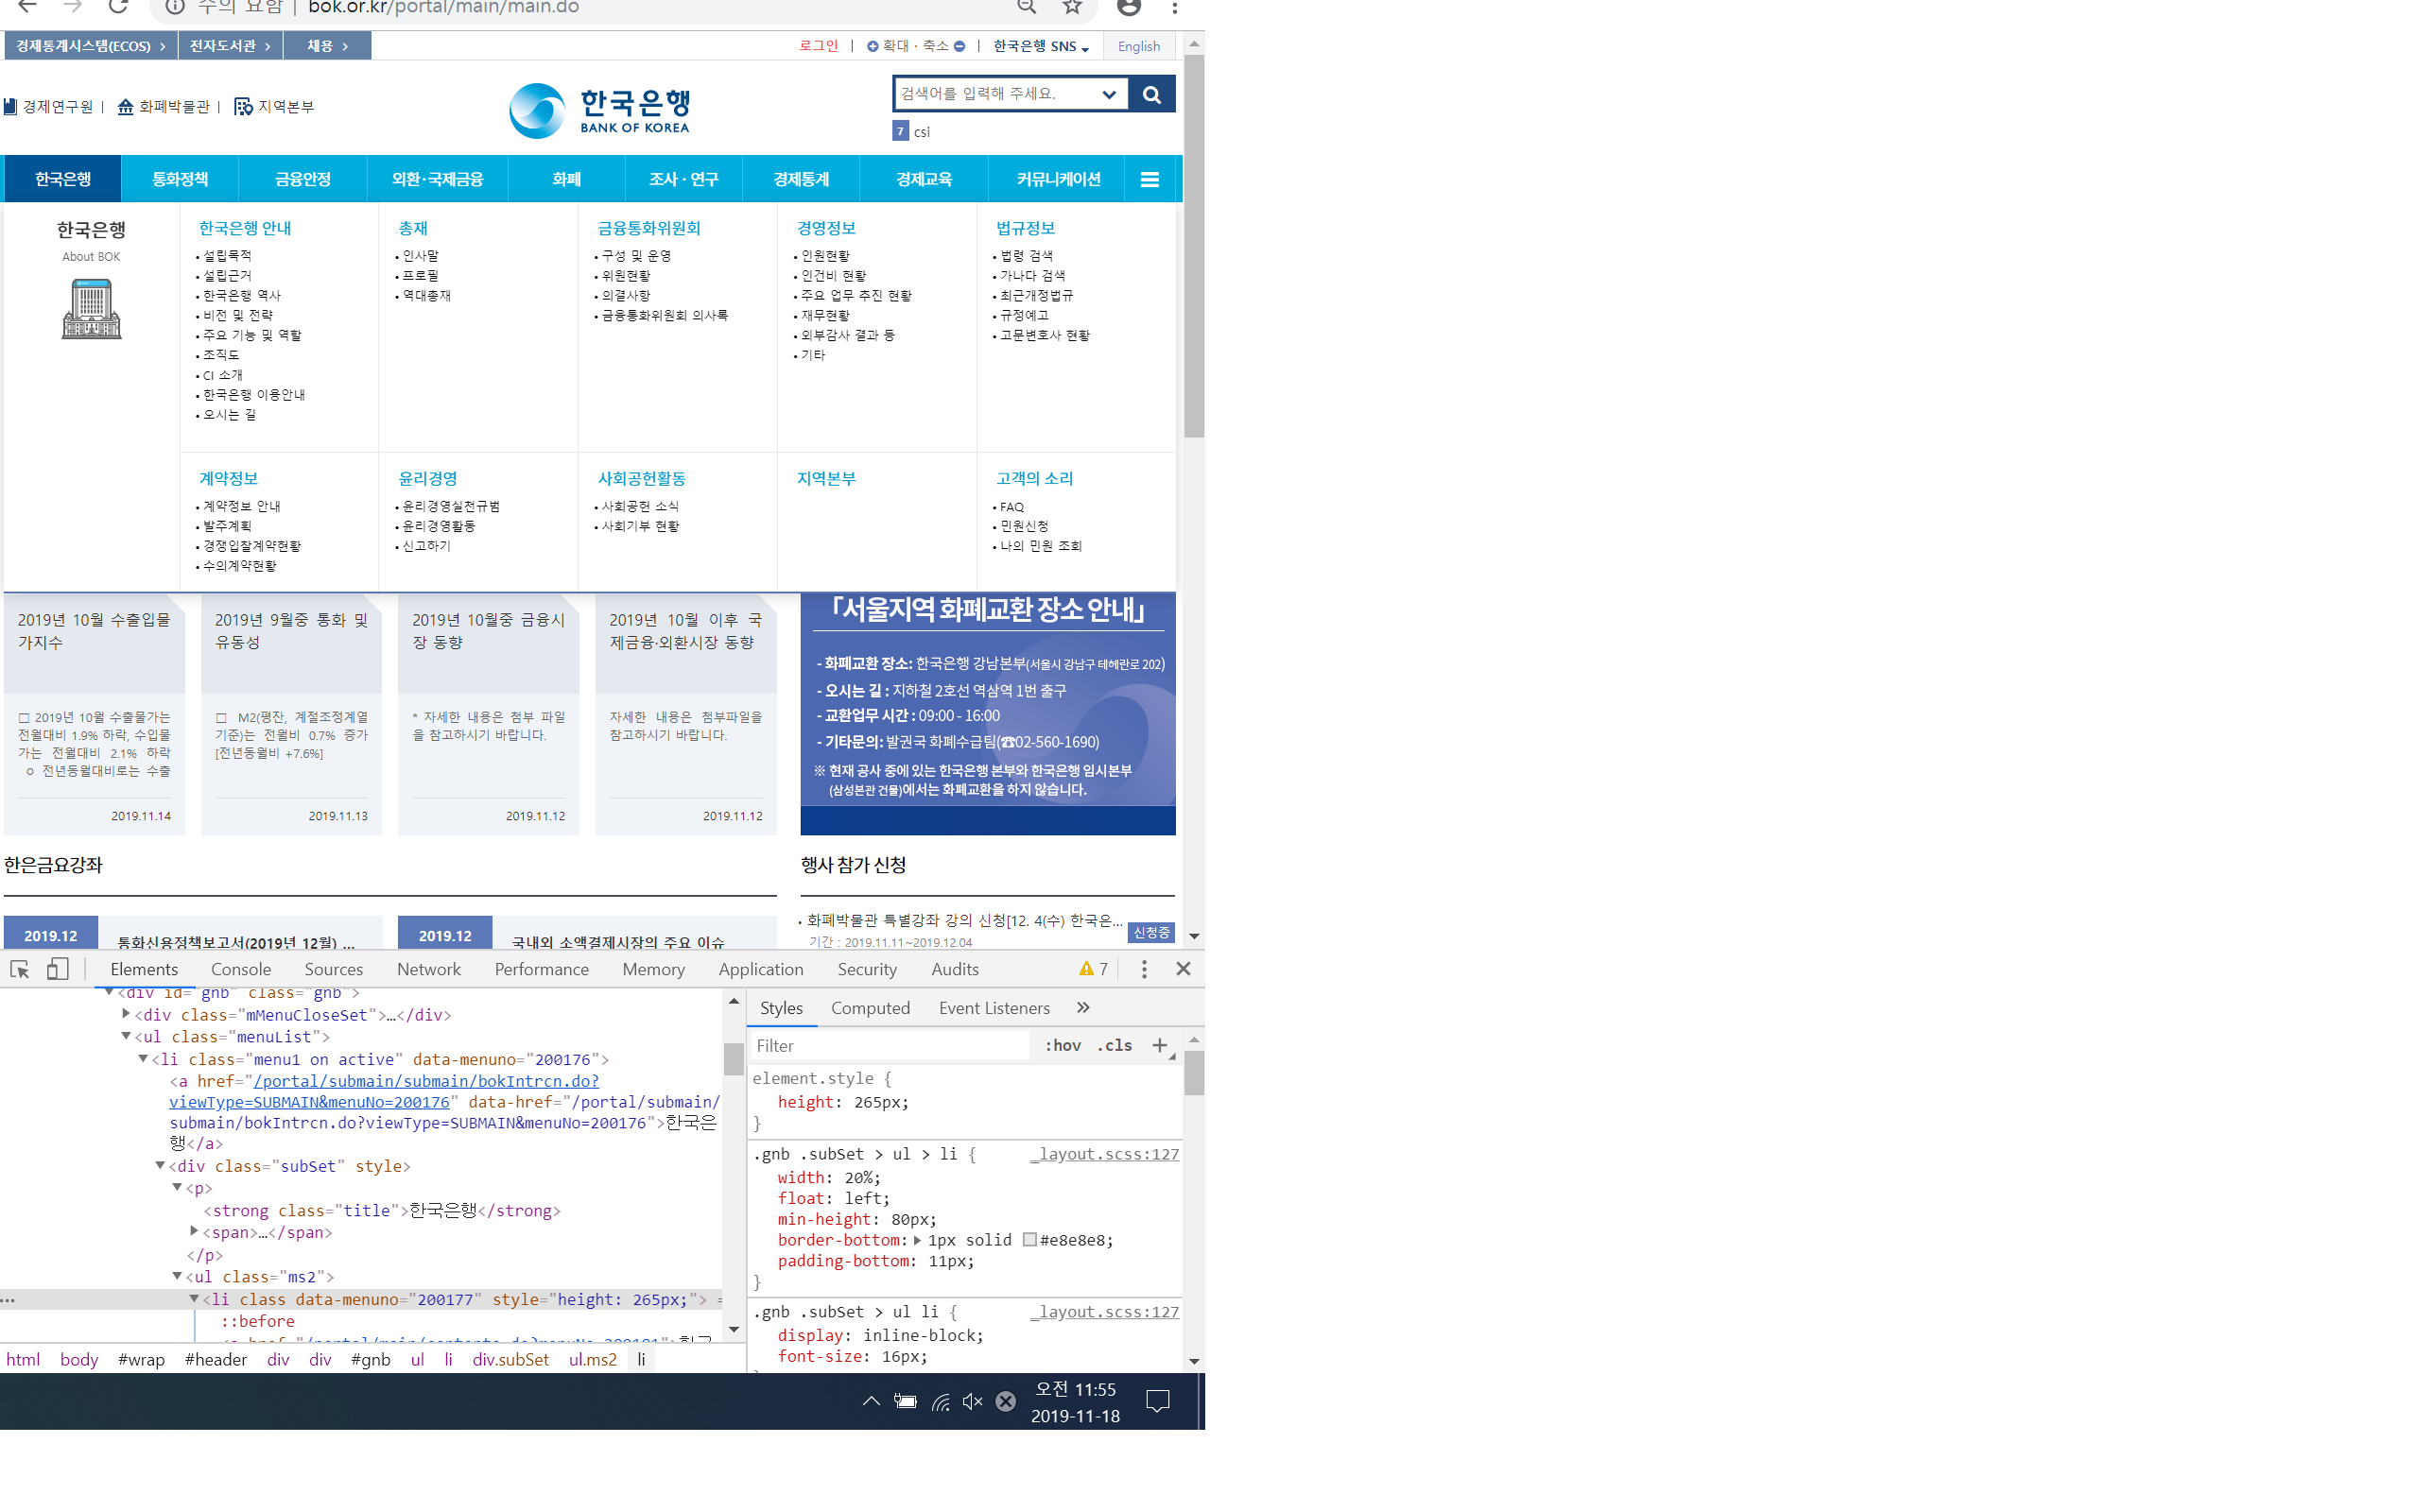 주의 요함 | bok.or.kr/portal/main/main.do
경제통계시스템(ECOS) >
전자도서관 >
채용 >
로그인 | 확대 · 축소 | 한국은행 SNS
English
경제연구원 | 화폐박물관 | 지역본부
한국은행
BANK OF KOREA
검색어를 입력해 주세요.
7 csi
한국은행 통화정책 금융안정 외환·국제금융 화폐 조사 · 연구 경제통계 경제교육 커뮤니케이션
한국은행
About BOK
한국은행 안내
• 설립목적
• 설립근거
• 한국은행 역사
• 비전 및 전략
• 주요 기능 및 역할
• 조직도
• CI 소개
• 한국은행 이용안내
• 오시는 길
총재
• 인사말
• 프로필
• 역대총재
금융통화위원회
• 구성 및 운영
• 위원현황
• 의결사항
• 금융통화위원회 의사록
경영정보
• 인원현황
• 인건비 현황
• 주요 업무 추진 현황
• 재무현황
• 외부감사 결과 등
• 기타
법규정보
• 법령 검색
• 가나다 검색
• 최근개정법규
• 규정예고
• 고문변호사 현황
계약정보
• 계약정보 안내
• 발주계획
• 경쟁입찰계약현황
• 수의계약현황
윤리경영
• 윤리경영실천규범
• 윤리경영활동
• 신고하기
사회공헌활동
• 사회공헌 소식
• 사회기부 현황
지역본부
고객의 소리
• FAQ
• 민원신청
• 나의 민원 조회
2019년 10월 수출입물
가지수
□ 2019년 10월 수출물가는
전월대비 1.9% 하락, 수입물
가는 전월대비 2.1% 하락
ㅇ 전년동월대비로는 수출
2019.11.14
2019년 9월중 통화 및
유동성
□ M2(평잔, 계절조정계열
기준)는 전월비 0.7% 증가
[전년동월비 +7.6%]
2019.11.13
2019년 10월중 금융시
장 동향
* 자세한 내용은 첨부 파일
을 참고하시기 바랍니다.
2019.11.12
2019년 10월 이후 국
제금융·외환시장 동향
자세한 내용은 첨부파일을
참고하시기 바랍니다.
2019.11.12
「서울지역 화폐교환 장소 안내」
- 화폐교환 장소: 한국은행 강남본부(서울시 강남구 테헤란로 202)
- 오시는 길 : 지하철 2호선 역삼역 1번 출구
- 교환업무 시간 : 09:00 - 16:00
- 기타문의: 발권국 화폐수급팀(☎02-560-1690)
※ 현재 공사 중에 있는 한국은행 본부와 한국은행 임시본부
(삼성본관 건물)에서는 화폐교환을 하지 않습니다.
한은금요강좌
2019.12
통화신용정책보고서(2019년 12월) ...
2019.12
국내외 소액결제시장의 주요 이슈
행사 참가 신청
• 화폐박물관 특별강좌 강의 신청[12. 4(수) 한국은...
기간 : 2019.11.11~2019.12.04
신청중
Elements Console Sources Network Performance Memory Application Security Audits 7
<div id="gnb" class="gnb">
<div class="mMenuCloseSet">…</div>
<ul class="menuList">
<li class="menu1 on active" data-menuno="200176">
<a href="/portal/submain/submain/bokIntrcn.do?
viewType=SUBMAIN&menuNo=200176" data-href="/portal/submain/
submain/bokIntrcn.do?viewType=SUBMAIN&menuNo=200176">한국은
행</a>
<div class="subSet" style>
<p>
<strong class="title">한국은행</strong>
<span>…</span>
</p>
<ul class="ms2">
<li class data-menuno="200177" style="height: 265px;"> =
::before
html body #wrap #header div div #gnb ul li div.subSet ul.ms2 li
Styles Computed Event Listeners »
Filter :hov .cls +
element.style {
height: 265px;
}
.gnb .subSet > ul > li { _layout.scss:127
width: 20%;
float: left;
min-height: 80px;
border-bottom: 1px solid #e8e8e8;
padding-bottom: 11px;
}
.gnb .subSet > ul li { _layout.scss:127
display: inline-block;
font-size: 16px;
오전 11:55
2019-11-18